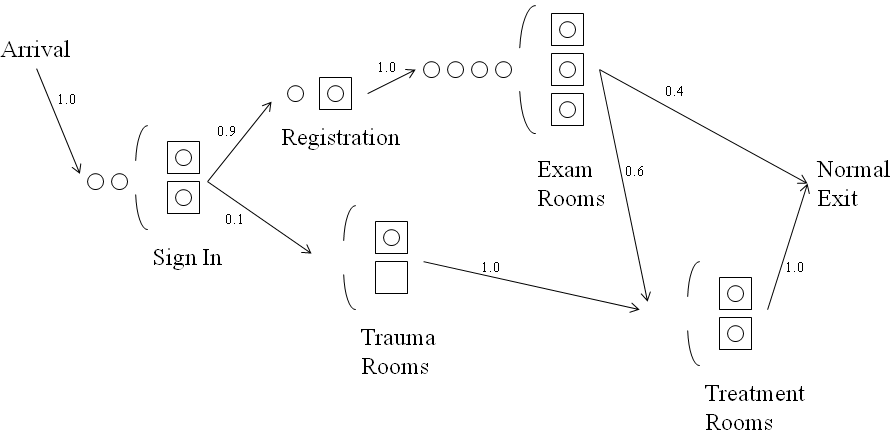 Arrival
1.0
0.9
0.1
Sign In
Registration
1.0
Trauma
Rooms
1.0
Exam
Rooms
0.4
0.6
Normal
Exit
1.0
Treatment
Rooms